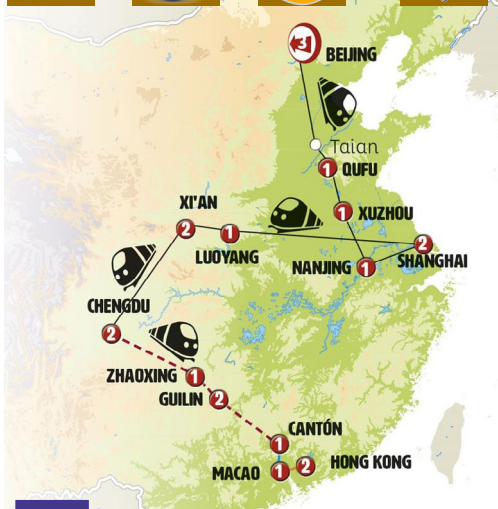 3
BEIJING
Taian
1 QUFU
1 XUZHOU
XI'AN
2
1
LUOYANG
2
SHANGHAI
NANJING 1
CHENGDU
2
ZHAOXING 1
GUILIN 2
CANTÓN
1
MACAO 1
2 HONG KONG